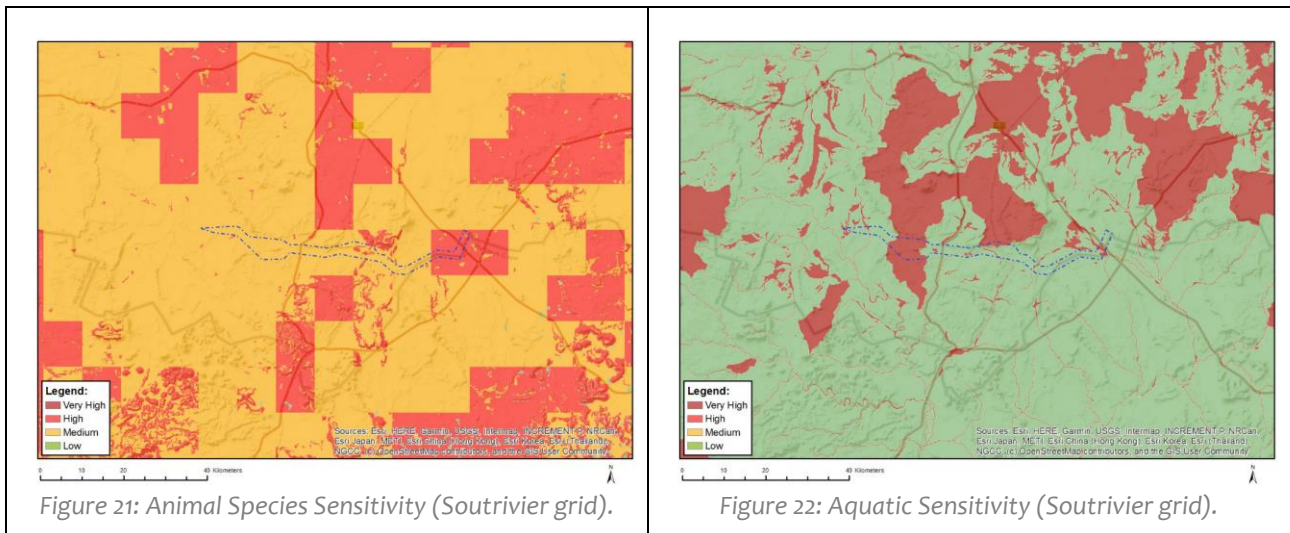 Legend:
Very High
High
Medium
Low
Sources: Esri, HERE, Garmin, USGS, Intermap, INCREMENT P, NRCan,
Esri Japan, METI, Esri China (Hong Kong), Esri Korea, Esri (Thailand),
NGCC, (c) OpenStreetMap contributors, and the GIS User Community
0 10 20 40 Kilometers
N
Figure 21: Animal Species Sensitivity (Soutrivier grid).
Legend:
Very High
High
Medium
Low
Sources: Esri, HERE, Garmin, USGS, Intermap, INCREMENT P, NRCan,
Esri Japan, METI, Esri China (Hong Kong), Esri Korea, Esri (Thailand),
NGCC, (c) OpenStreetMap contributors, and the GIS User Community
0 10 20 40 Kilometers
N
Figure 22: Aquatic Sensitivity (Soutrivier grid).